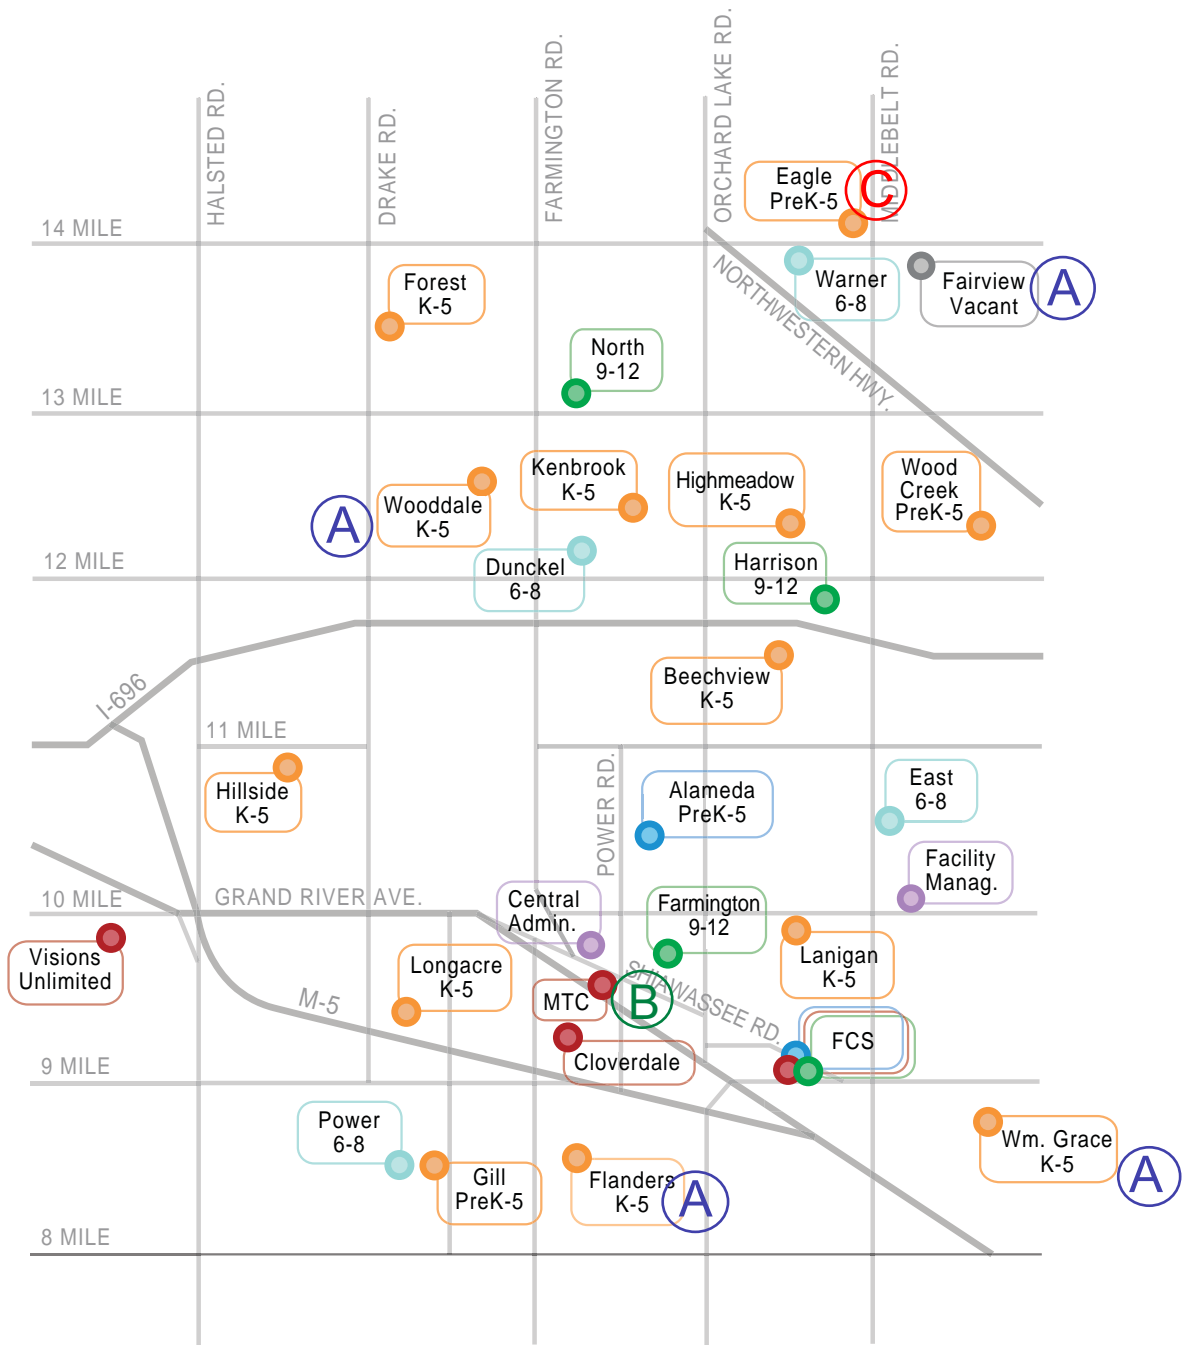 HALSTED RD.
DRAKE RD.
FARMINGTON RD.
ORCHARD LAKE RD.
MIDDLEBELT RD.
Eagle
PreK-5
C
14 MILE
NORTHWESTERN HWY.
Forest
K-5
Warner
6-8
Fairview
Vacant
A
North
9-12
13 MILE
Wooddale
K-5
A
Kenbrook
K-5
Highmeadow
K-5
Wood
Creek
PreK-5
12 MILE
Dunckel
6-8
Harrison
9-12
I-696
Beechview
K-5
11 MILE
Hillside
K-5
POWER RD.
Alameda
PreK-5
East
6-8
Facility
Manag.
10 MILE
GRAND RIVER AVE.
Central
Admin.
Farmington
9-12
Visions
Unlimited
Longacre
K-5
Lanigan
K-5
M-5
MTC
B
SHIAWASSEE RD.
FCS
Cloverdale
9 MILE
Power
6-8
Gill
PreK-5
Flanders
K-5
A
Wm. Grace
K-5
A
8 MILE